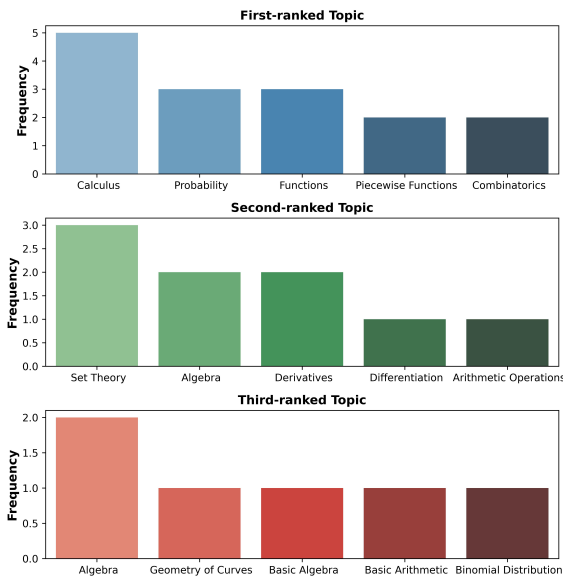 First-ranked Topic
Frequency
5
4
3
2
1
0
Calculus Probability Functions Piecewise Functions Combinatorics
Second-ranked Topic
Frequency
3.0
2.5
2.0
1.5
1.0
0.5
0.0
Set Theory Algebra Derivatives Differentiation Arithmetic Operations
Third-ranked Topic
Frequency
2.0
1.5
1.0
0.5
0.0
Algebra Geometry of Curves Basic Algebra Basic Arithmetic Binomial Distribution